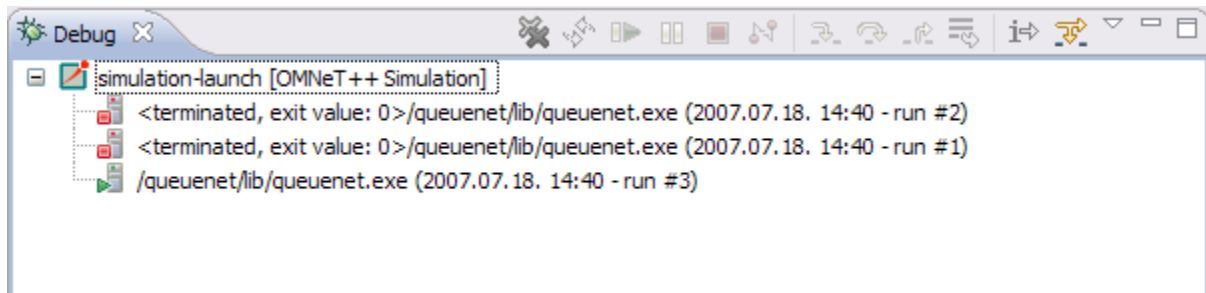 Debug
simulation-launch [OMNeT++ Simulation]
<terminated, exit value: 0>/queuenet/lib/queuenet.exe (2007.07.18. 14:40 - run #2)
<terminated, exit value: 0>/queuenet/lib/queuenet.exe (2007.07.18. 14:40 - run #1)
/queuenet/lib/queuenet.exe (2007.07.18. 14:40 - run #3)